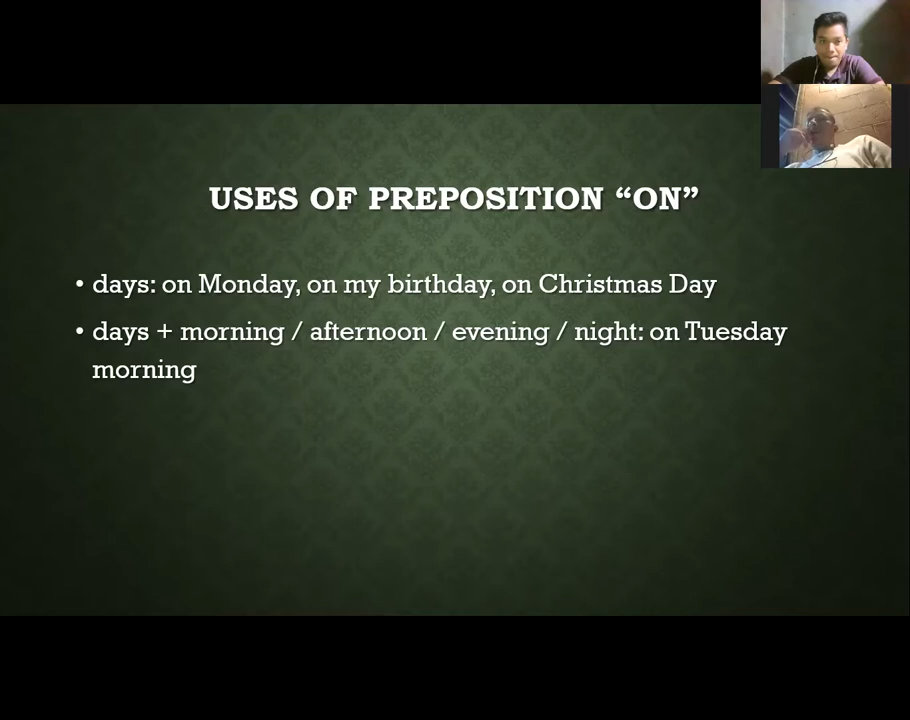 USES OF PREPOSITION “ON”
• days: on Monday, on my birthday, on Christmas Day
• days + morning / afternoon / evening / night: on Tuesday
morning